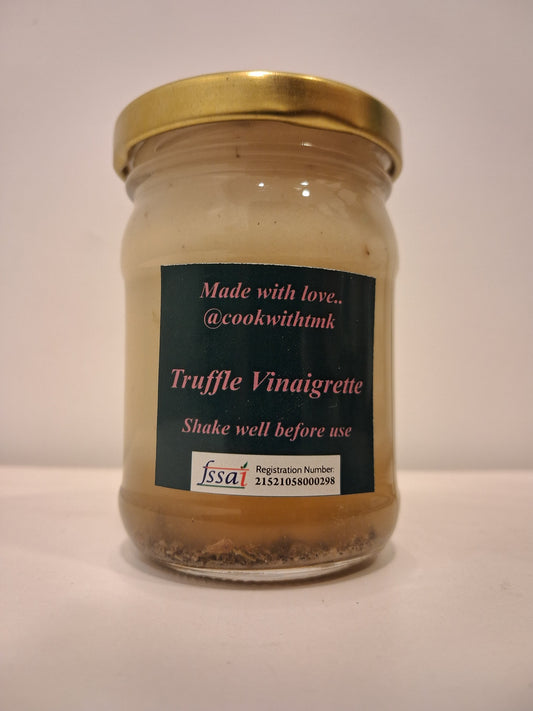 Made with love..
@cookwithtmk
Truffle Vinaigrette
Shake well before use
fssai
Registration Number:
21521058000298